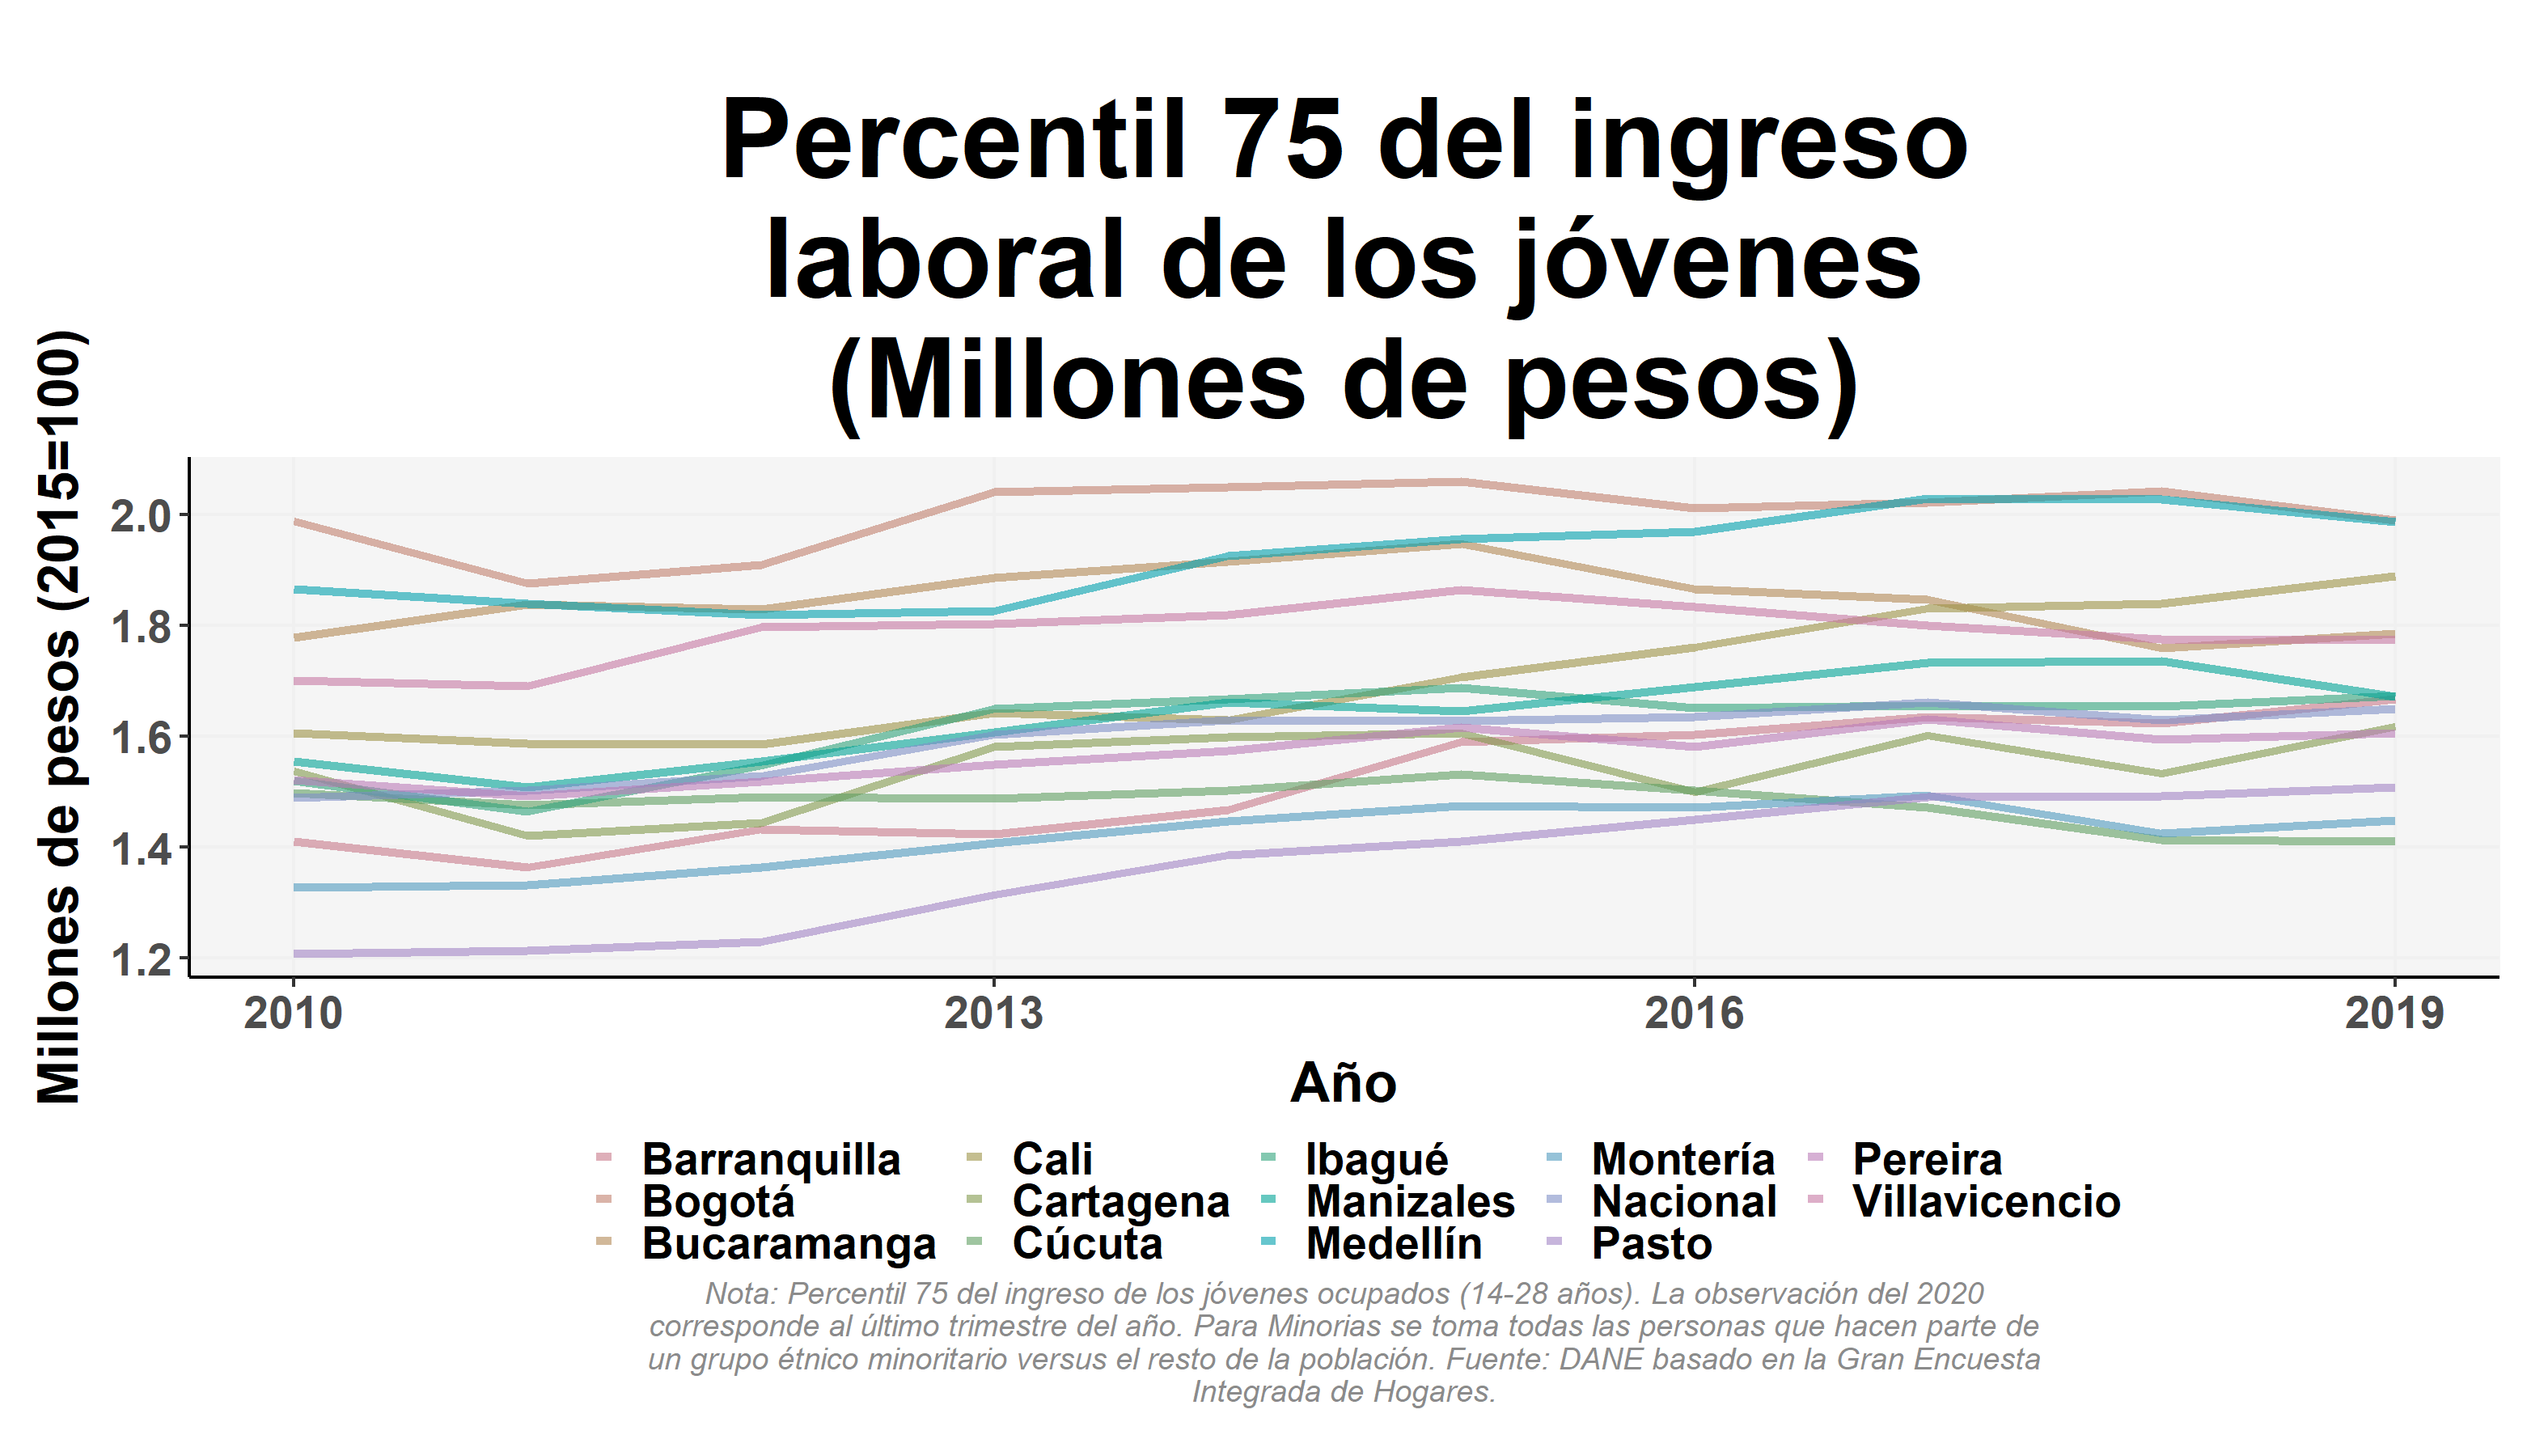 Percentil 75 del ingreso
laboral de los jóvenes
(Millones de pesos)
Millones de pesos (2015=100)
2.0
1.8
1.6
1.4
1.2
2010
2013
2016
2019
Año
Barranquilla
Bogotá
Bucaramanga
Cali
Cartagena
Cúcuta
Ibagué
Manizales
Medellín
Montería
Nacional
Pasto
Pereira
Villavicencio
Nota: Percentil 75 del ingreso de los jóvenes ocupados (14-28 años). La observación del 2020
corresponde al último trimestre del año. Para Minorias se toma todas las personas que hacen parte de
un grupo étnico minoritario versus el resto de la población. Fuente: DANE basado en la Gran Encuesta
Integrada de Hogares.